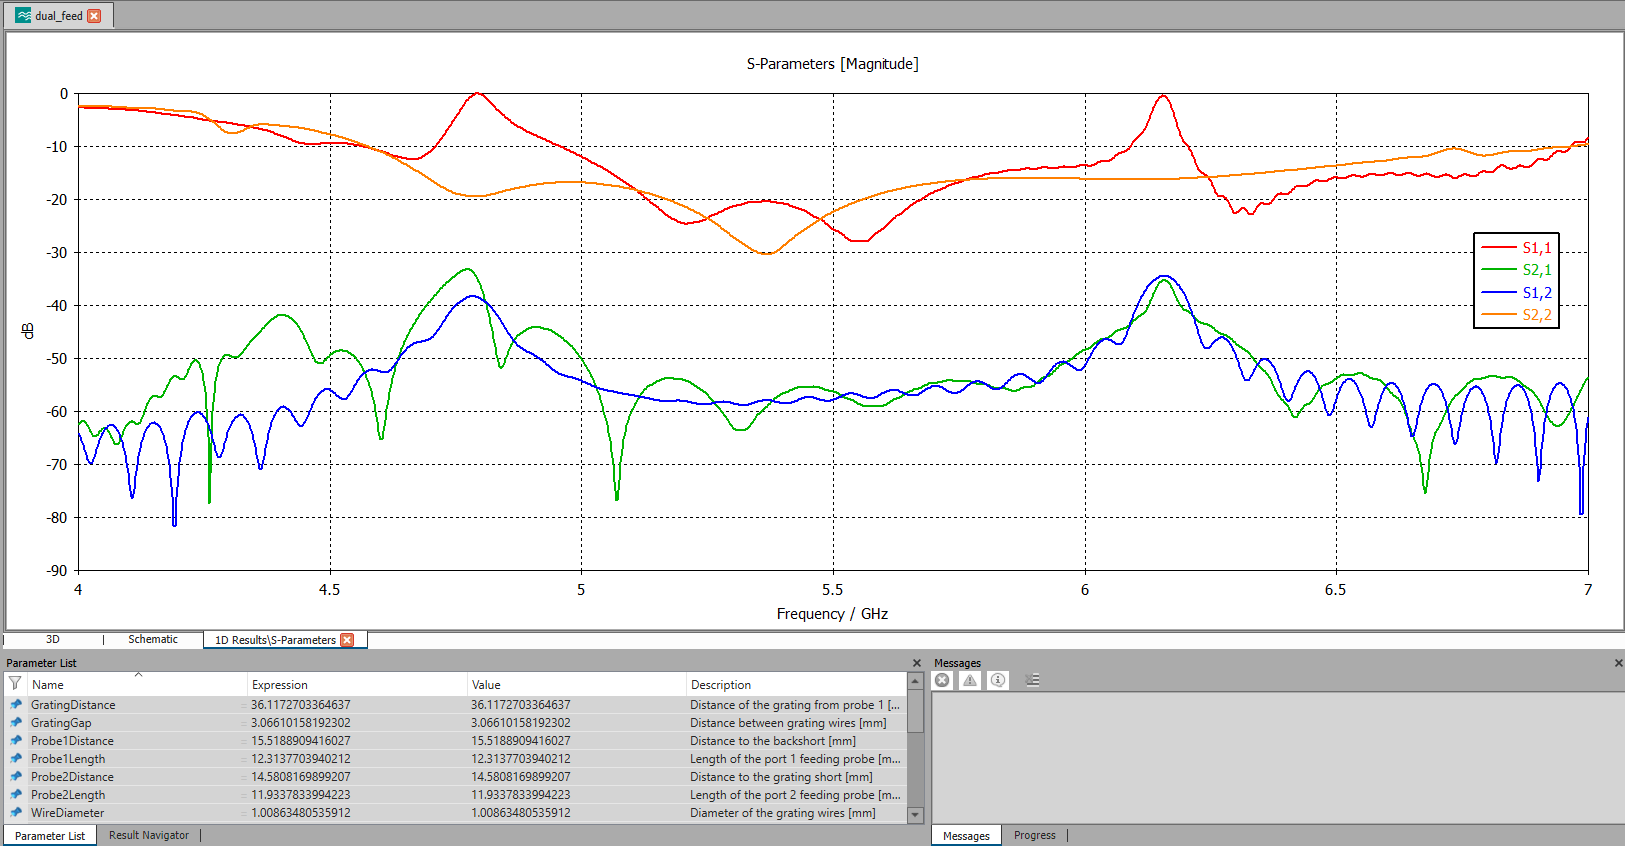 dual_feed
S-Parameters [Magnitude]
0
-10
-20
-30
-40
-50
-60
-70
-80
-90
dB
4
4.5
5
5.5
6
6.5
7
Frequency / GHz
S1,1
S2,1
S1,2
S2,2
3D Schematic 1D Results\S-Parameters
Parameter List
Name Expression Value Description
GratingDistance = 36.1172703364637 36.1172703364637 Distance of the grating from probe 1 [...
GratingGap = 3.06610158192302 3.06610158192302 Distance between grating wires [mm]
Probe1Distance = 15.5188909416027 15.5188909416027 Distance to the backshort [mm]
Probe1Length = 12.3137703940212 12.3137703940212 Length of the port 1 feeding probe [m...
Probe2Distance = 14.5808169899207 14.5808169899207 Distance to the grating short [mm]
Probe2Length = 11.9337833994223 11.9337833994223 Length of the port 2 feeding probe [m...
WireDiameter = 1.00863480535912 1.00863480535912 Diameter of the grating wires [mm]
Parameter List Result Navigator
Messages
Messages Progress